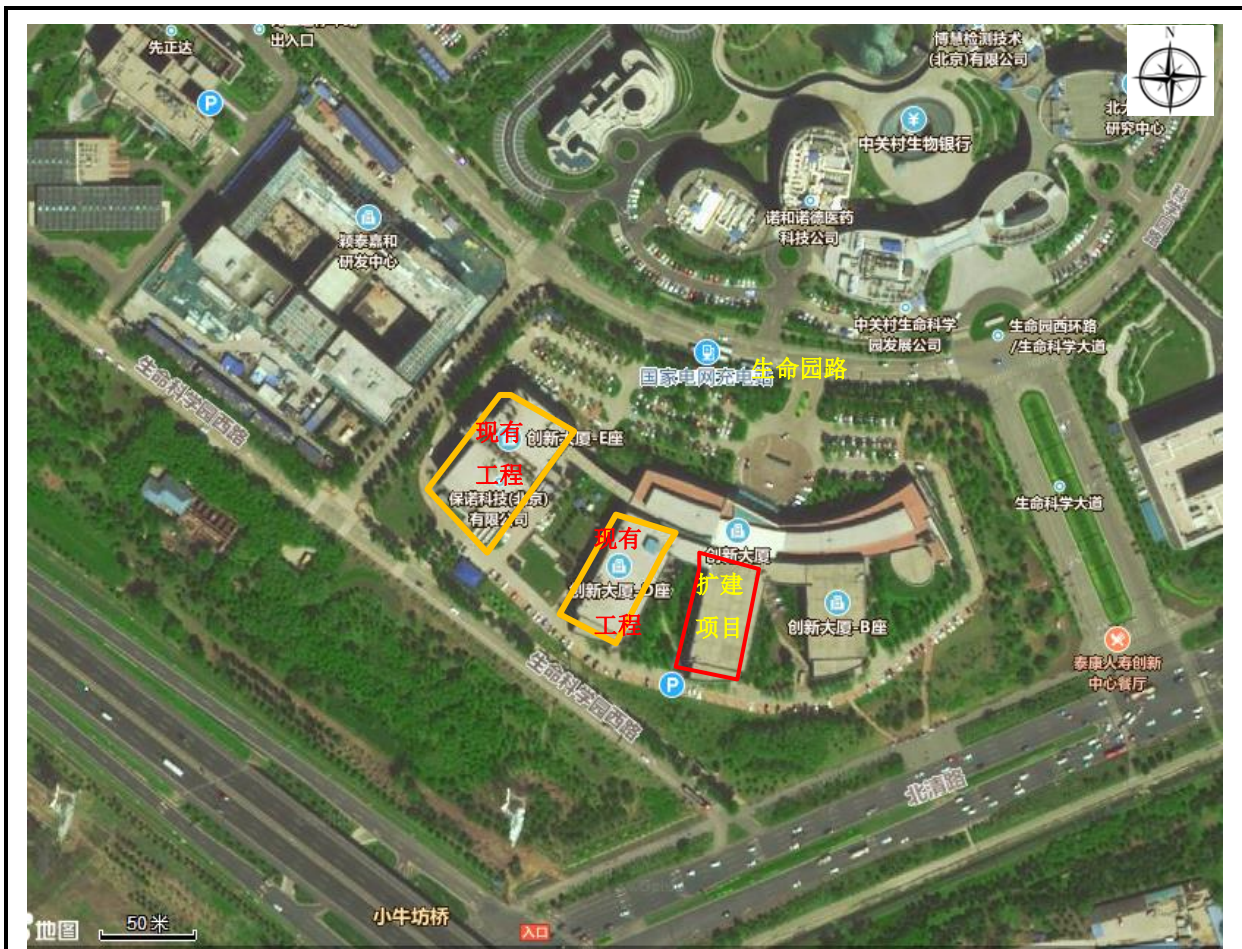 先正达
出入口
博慧检测技术
(北京)有限公司
N
P
北大
研究中心
¥
中关村生物银行
诺和诺德医药
科技公司
颖泰嘉和
研发中心
中关村生命科学
园发展公司
生命园西环路
/生命科学大道
生命园路
国家电网充电站
生命科学园西路
现有
工程
创新大厦-E座
保诺科技(北京)
有限公司
生命科学大道
现有
工程
创新大厦-D座
创新大厦
扩建
项目
创新大厦-B座
泰康人寿创新
中心餐厅
P
生命科学园西路
北清路
小牛坊桥
入口
地图
50米